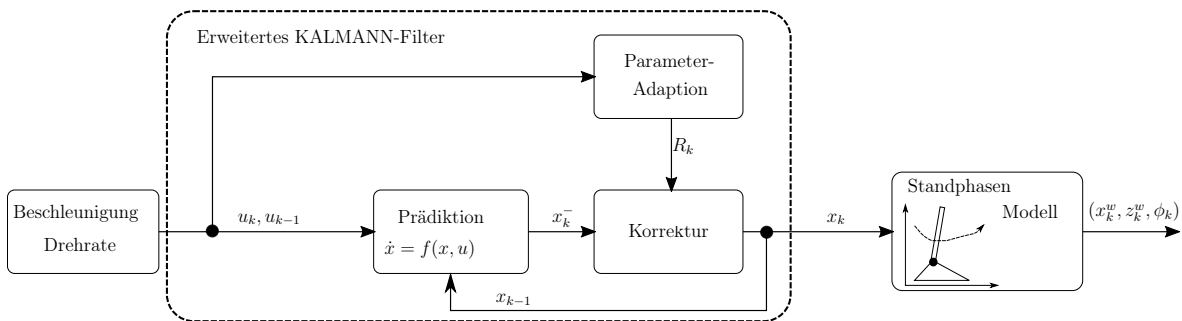 Erweitertes KALMANN-Filter
Parameter-
Adaption
R_k
Beschleunigung
Drehrate
u_k, u_{k-1}
Prädiktion
ẋ = f(x, u)
x_k^-
Korrektur
x_k
Standphasen
Modell
(x_k^w, z_k^w, ϕ_k)
x_{k-1}